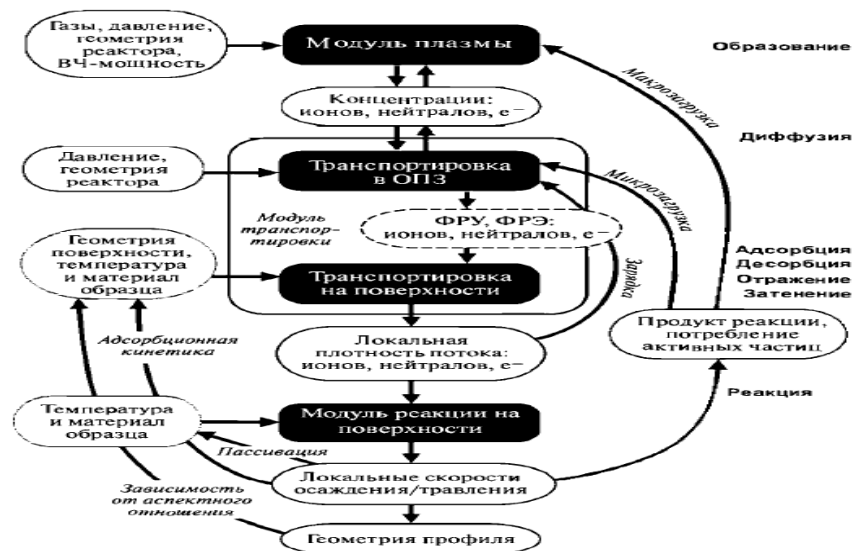 Газы, давление,
геометрия
реактора,
ВЧ-мощность
Модуль плазмы
Образование
Макрозагрузка
Концентрации:
ионов, нейтралов, e−
Диффузия
Давление,
геометрия
реактора
Транспортировка
в ОПЗ
Микрозагрузка
Модуль
транспор-
тировки
ФРУ, ФРЭ:
ионов, нейтралов, e−
Геометрия
поверхности,
температура
и материал
образца
Транспортировка
на поверхности
Зарядка
Адсорбция
Десорбция
Отражение
Затенение
Адсорбционная
кинетика
Локальная
плотность потока:
ионов, нейтралов, e−
Продукт реакции,
потребление
активных частиц
Реакция
Температура
и материал
образца
Модуль реакции на
поверхности
Пассивация
Зависимость
от аспектного
отношения
Локальные скорости
осаждения/травления
Геометрия профиля